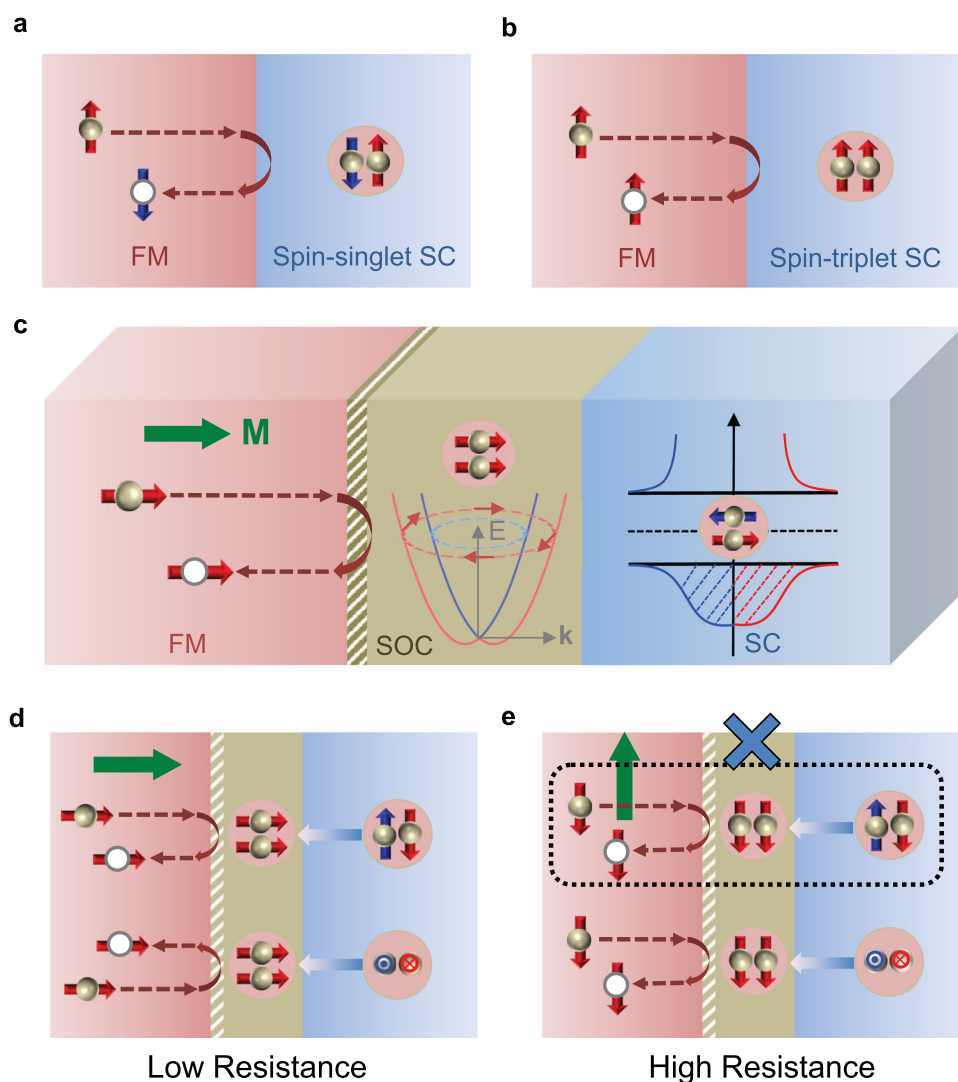 a
b
FM
Spin-singlet SC
FM
Spin-triplet SC
c
M
E
k
FM
SOC
SC
d
e
Low Resistance
High Resistance